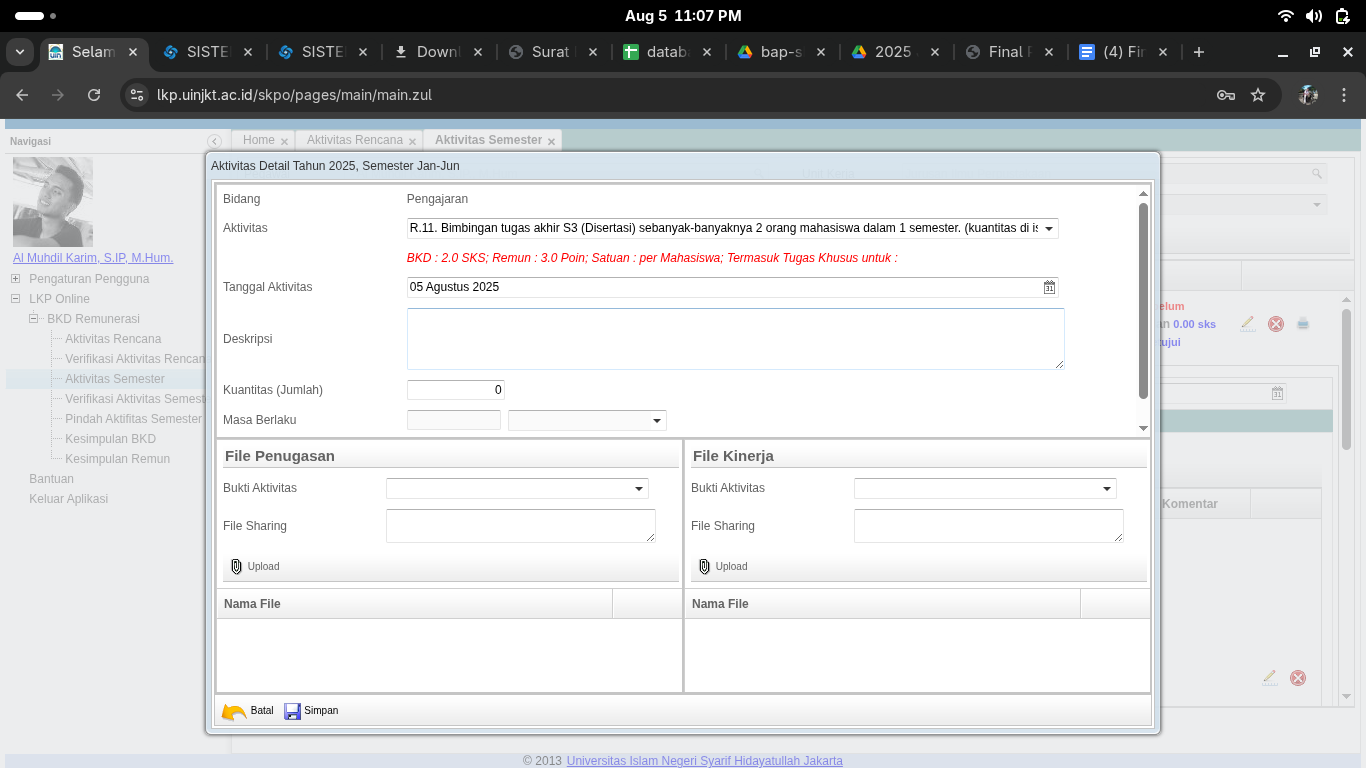 Aug 5 11:07 PM
Selam
SISTE
SISTE
Downl
Surat
datab
bap-s
2025
Final
(4) Fir
lkp.uinjkt.ac.id/skpo/pages/main/main.zul
Navigasi
Home
Aktivitas Rencana
Aktivitas Semester
Al Muhdil Karim, S.IP, M.Hum.
Pengaturan Pengguna
LKP Online
BKD Remunerasi
Aktivitas Rencana
Verifikasi Aktivitas Rencan
Aktivitas Semester
Verifikasi Aktivitas Semest
Pindah Aktifitas Semester
Kesimpulan BKD
Kesimpulan Remun
Bantuan
Keluar Aplikasi
Aktivitas Detail Tahun 2025, Semester Jan-Jun
Bidang Pengajaran
Aktivitas R.11. Bimbingan tugas akhir S3 (Disertasi) sebanyak-banyaknya 2 orang mahasiswa dalam 1 semester. (kuantitas di is
BKD : 2.0 SKS; Remun : 3.0 Poin; Satuan : per Mahasiswa; Termasuk Tugas Khusus untuk :
Tanggal Aktivitas 05 Agustus 2025
Deskripsi
Kuantitas (Jumlah) 0
Masa Berlaku
File Penugasan
Bukti Aktivitas
File Sharing
Upload
Nama File
File Kinerja
Bukti Aktivitas
File Sharing
Upload
Nama File
Batal Simpan
elum
an 0.00 sks
tujui
Komentar
© 2013 Universitas Islam Negeri Syarif Hidayatullah Jakarta